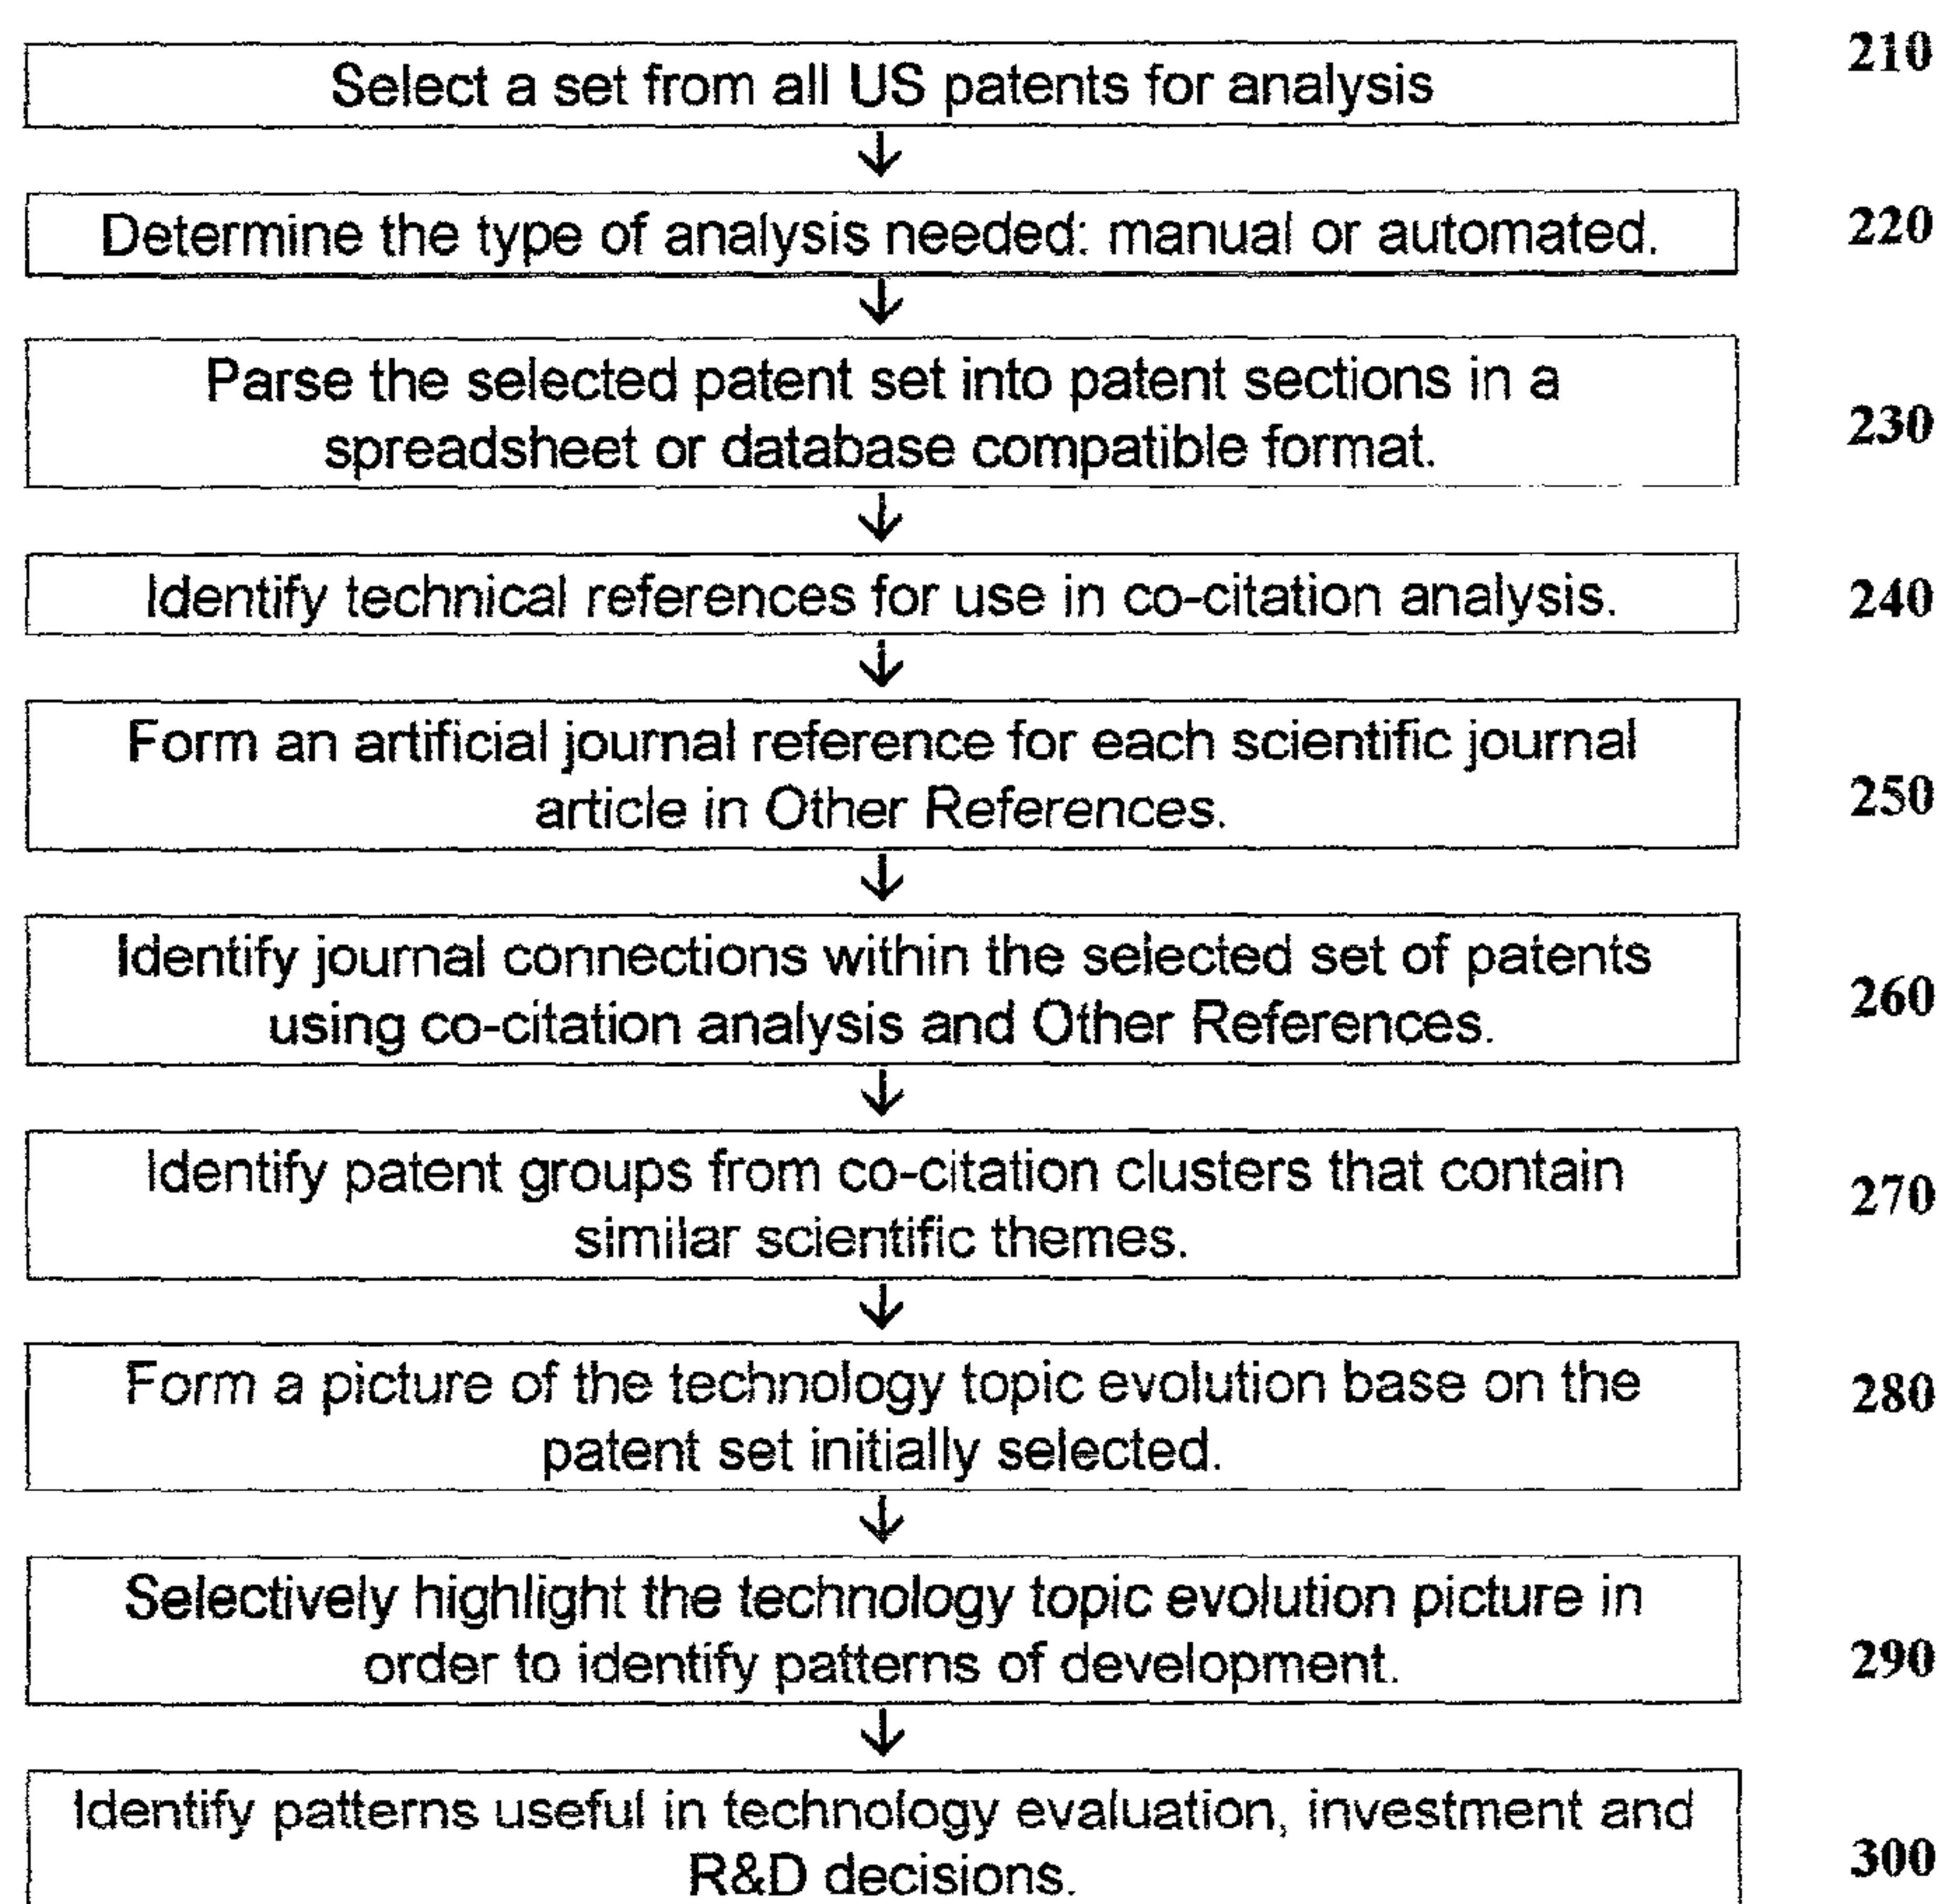 210
Select a set from all US patents for analysis
Determine the type of analysis needed: manual or automated.
220
Parse the selected patent set into patent sections in a
spreadsheet or database compatible format.
230
Identify technical references for use in co-citation analysis.
240
Form an artificial journal reference for each scientific journal
article in Other References.
250
Identify journal connections within the selected set of patents
using co-citation analysis and Other References.
260
Identify patent groups from co-citation clusters that contain
similar scientific themes.
270
Form a picture of the technology topic evolution base on the
patent set initially selected.
280
Selectively highlight the technology topic evolution picture in
order to identify patterns of development.
290
Identify patterns useful in technology evaluation, investment and
R&D decisions.
300